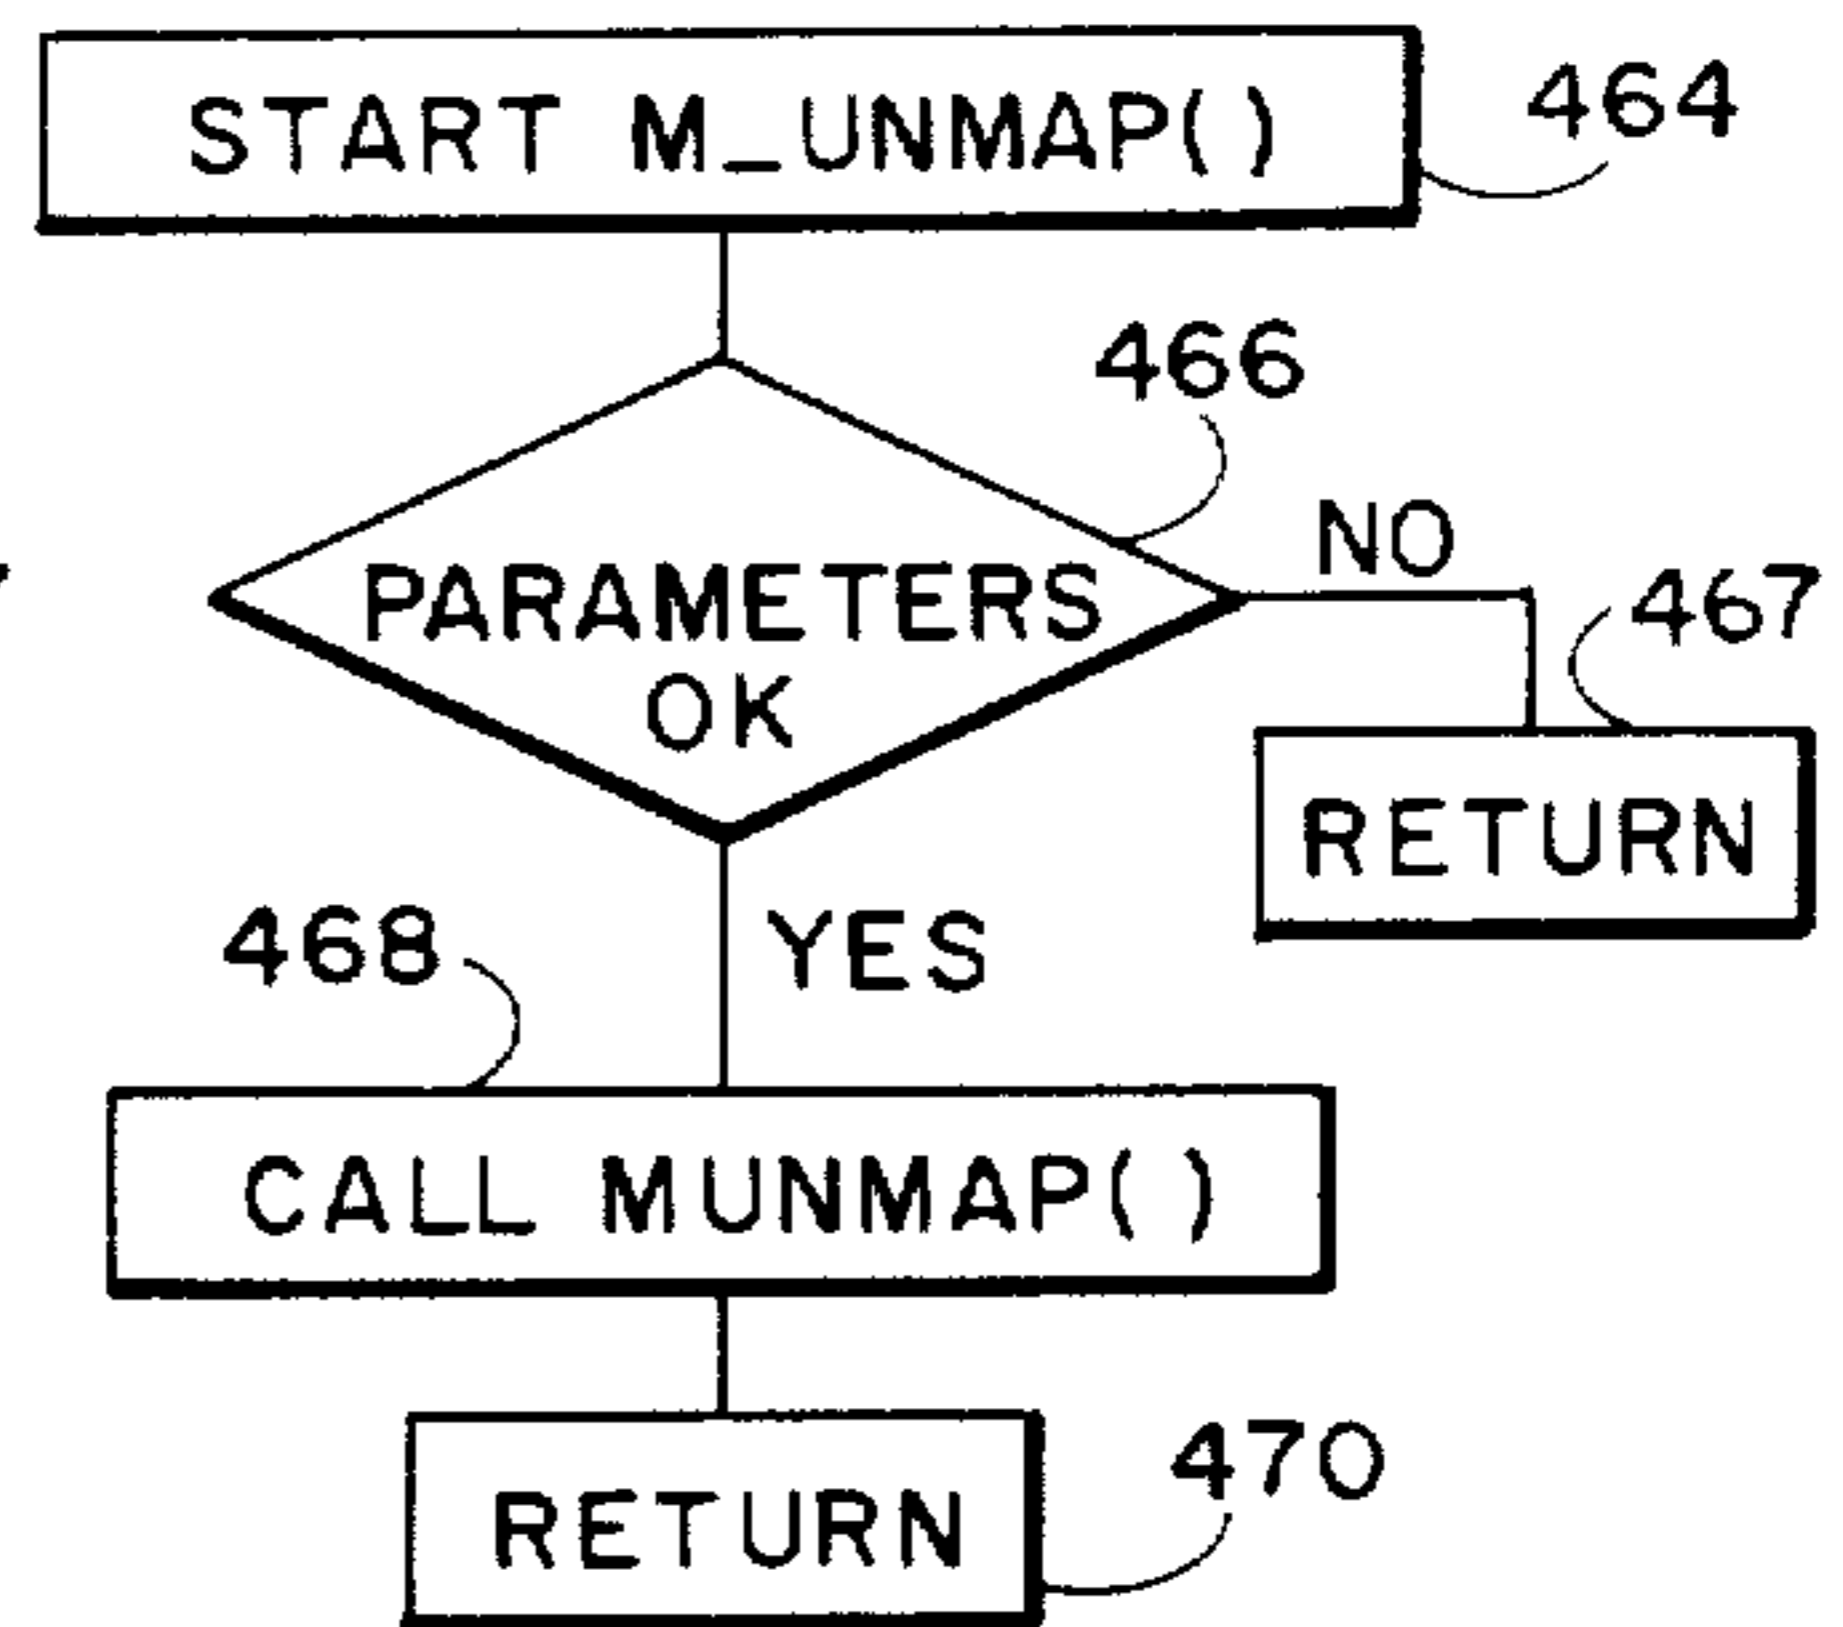 START M_UNMAP()
464
466
NO
PARAMETERS
OK
467
RETURN
468
YES
CALL MUNMAP()
RETURN
470